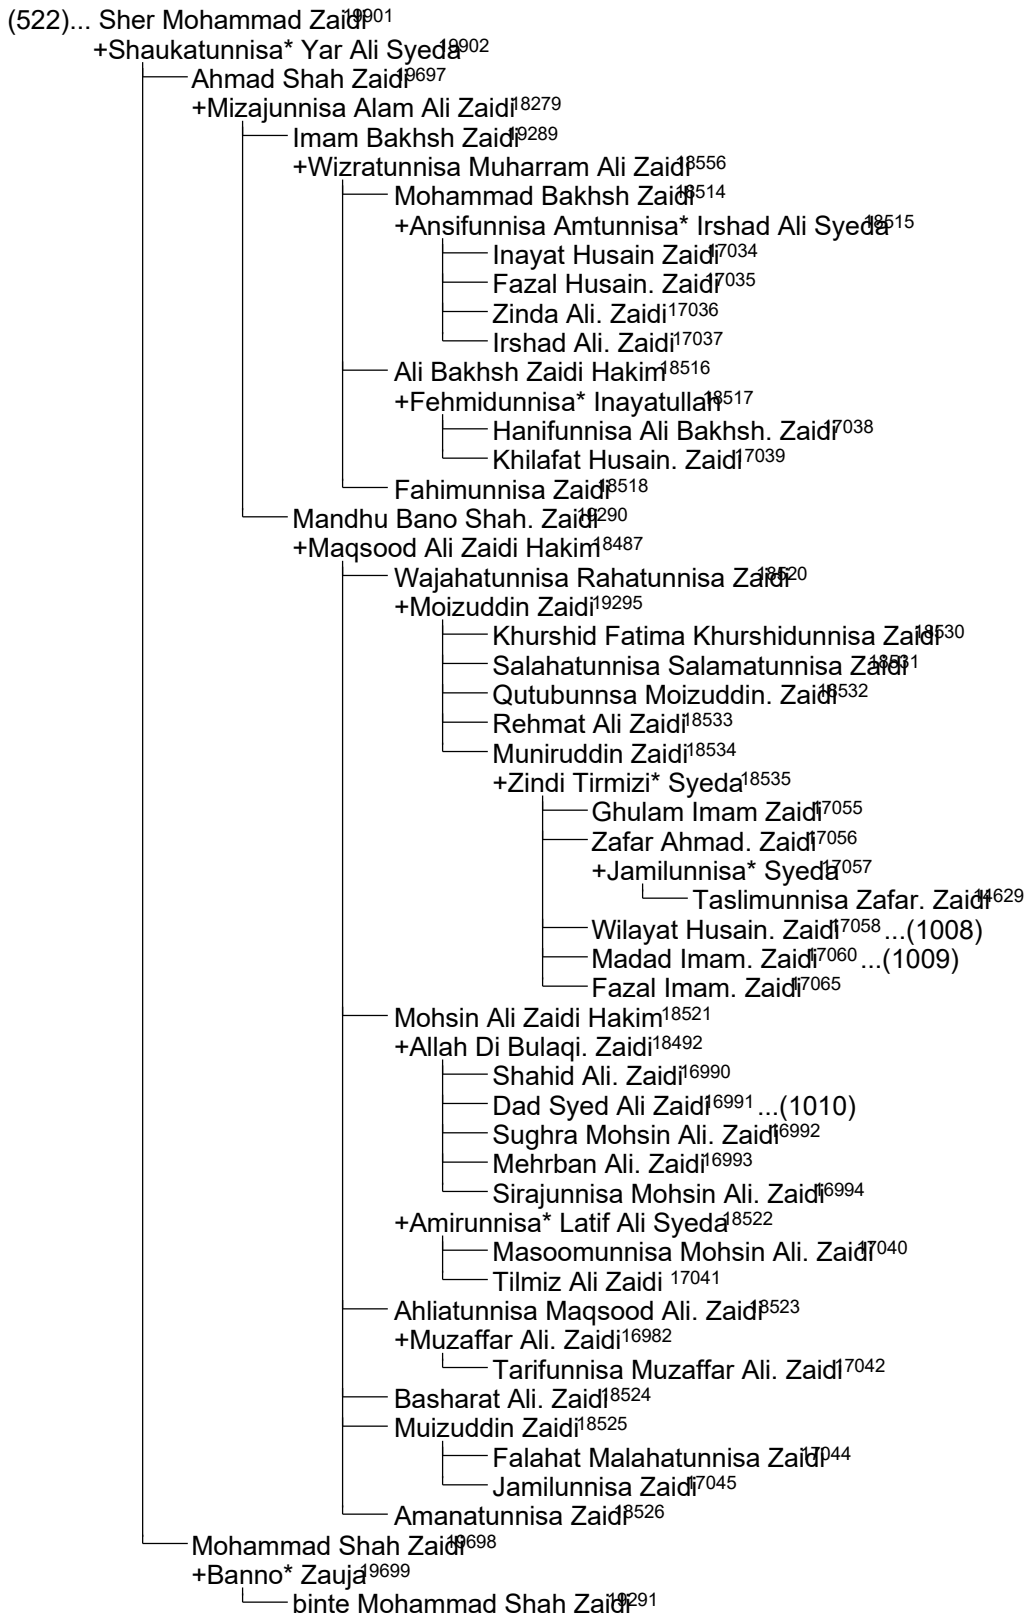 (522)... Sher Mohammad Zaidi19901
+Shaukatunnisa* Yar Ali Syeda19902
Ahmad Shah Zaidi19697
+Mizajunnisa Alam Ali Zaidi18279
Imam Bakhsh Zaidi19289
+Wizratunnisa Muharram Ali Zaidi18556
Mohammad Bakhsh Zaidi18514
+Ansifunnisa Amtunnisa* Irshad Ali Syeda18515
Inayat Husain Zaidi17034
Fazal Husain. Zaidi17035
Zinda Ali. Zaidi17036
Irshad Ali. Zaidi17037
Ali Bakhsh Zaidi Hakim18516
+Fehmidunnisa* Inayatullah18517
Hanifunnisa Ali Bakhsh. Zaidi17038
Khilafat Husain. Zaidi17039
Fahimunnisa Zaidi18518
Mandhu Bano Shah. Zaidi19290
+Maqsood Ali Zaidi Hakim18487
Wajahatunnisa Rahatunnisa Zaidi18520
+Moizuddin Zaidi19295
Khurshid Fatima Khurshidunnisa Zaidi18530
Salahatunnisa Salamatunnisa Zaidi18531
Qutubunnsa Moizuddin. Zaidi18532
Rehmat Ali Zaidi18533
Muniruddin Zaidi18534
+Zindi Tirmizi* Syeda18535
Ghulam Imam Zaidi17055
Zafar Ahmad. Zaidi17056
+Jamilunnisa* Syeda17057
Taslimunnisa Zafar. Zaidi14629
Wilayat Husain. Zaidi17058 ...(1008)
Madad Imam. Zaidi17060 ...(1009)
Fazal Imam. Zaidi17065
Mohsin Ali Zaidi Hakim18521
+Allah Di Bulaqi. Zaidi18492
Shahid Ali. Zaidi16990
Dad Syed Ali Zaidi16991 ...(1010)
Sughra Mohsin Ali. Zaidi16992
Mehrban Ali. Zaidi16993
Sirajunnisa Mohsin Ali. Zaidi16994
+Amirunnisa* Latif Ali Syeda18522
Masoomunnisa Mohsin Ali. Zaidi17040
Tilmiz Ali Zaidi 17041
Ahliatunnisa Maqsood Ali. Zaidi18523
+Muzaffar Ali. Zaidi16982
Tarifunnisa Muzaffar Ali. Zaidi17042
Basharat Ali. Zaidi18524
Muizuddin Zaidi18525
Falahat Malahatunnisa Zaidi17044
Jamilunnisa Zaidi17045
Amanatunnisa Zaidi18526
Mohammad Shah Zaidi19698
+Banno* Zauja19699
binte Mohammad Shah Zaidi19291